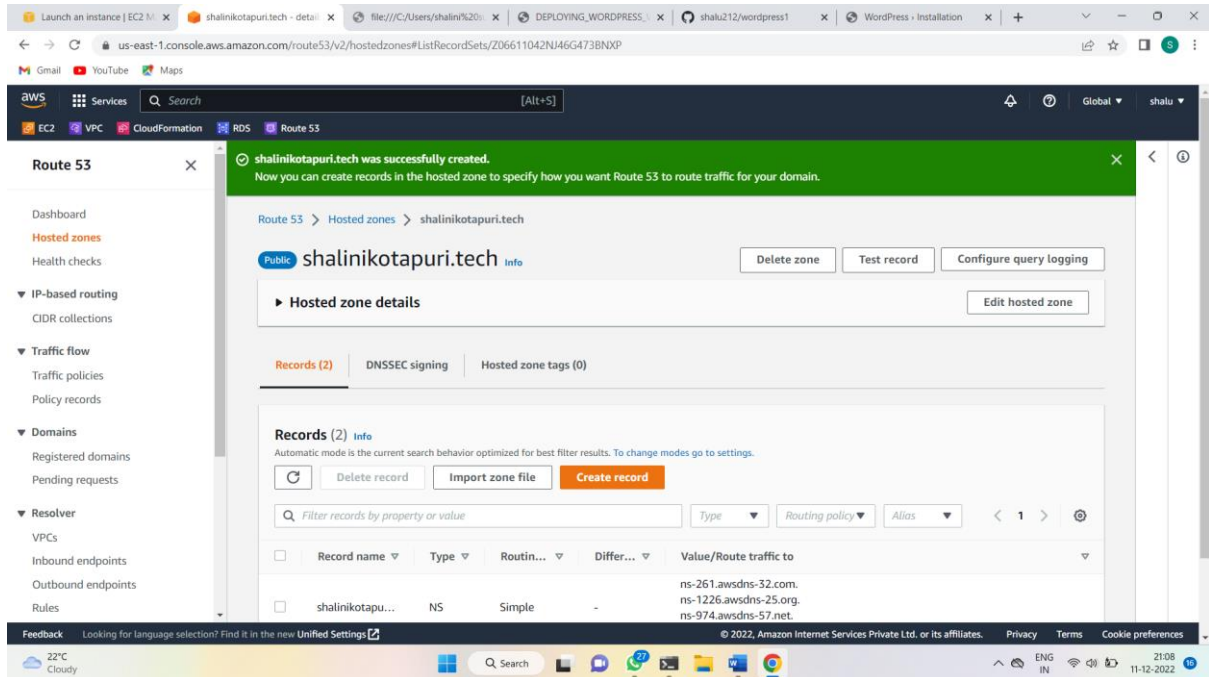 Launch an instance | EC2 M
shalinikotapuri.tech - detail
file:///C:/Users/shalini%20
DEPLOYING_WORDPRESS_
shalu212/wordpress1
WordPress › Installation
us-east-1.console.aws.amazon.com/route53/v2/hostedzones#ListRecordSets/Z06611042NJ46G473BNXP
S
Gmail YouTube Maps
aws Services Search [Alt+S] Global shalu
EC2 VPC CloudFormation RDS Route 53
Route 53
Dashboard
Hosted zones
Health checks
IP-based routing
CIDR collections
Traffic flow
Traffic policies
Policy records
Domains
Registered domains
Pending requests
Resolver
VPCs
Inbound endpoints
Outbound endpoints
Rules
shalinikotapuri.tech was successfully created.
Now you can create records in the hosted zone to specify how you want Route 53 to route traffic for your domain.
Route 53 > Hosted zones > shalinikotapuri.tech
Public shalinikotapuri.tech Info
Delete zone Test record Configure query logging
Hosted zone details
Edit hosted zone
Records (2) DNSSEC signing Hosted zone tags (0)
Records (2) Info
Automatic mode is the current search behavior optimized for best filter results. To change modes go to settings.
Delete record Import zone file Create record
Filter records by property or value Type Routing policy Alias 1
Record name Type Routin... Differ... Value/Route traffic to
ns-261.awsdns-32.com.
ns-1226.awsdns-25.org.
shalinikotapu... NS Simple -
ns-974.awsdns-57.net.
Feedback Looking for language selection? Find it in the new Unified Settings © 2022, Amazon Internet Services Private Ltd. or its affiliates. Privacy Terms Cookie preferences
22°C
Cloudy
Search
27
ENG
IN
21:08
11-12-2022
16